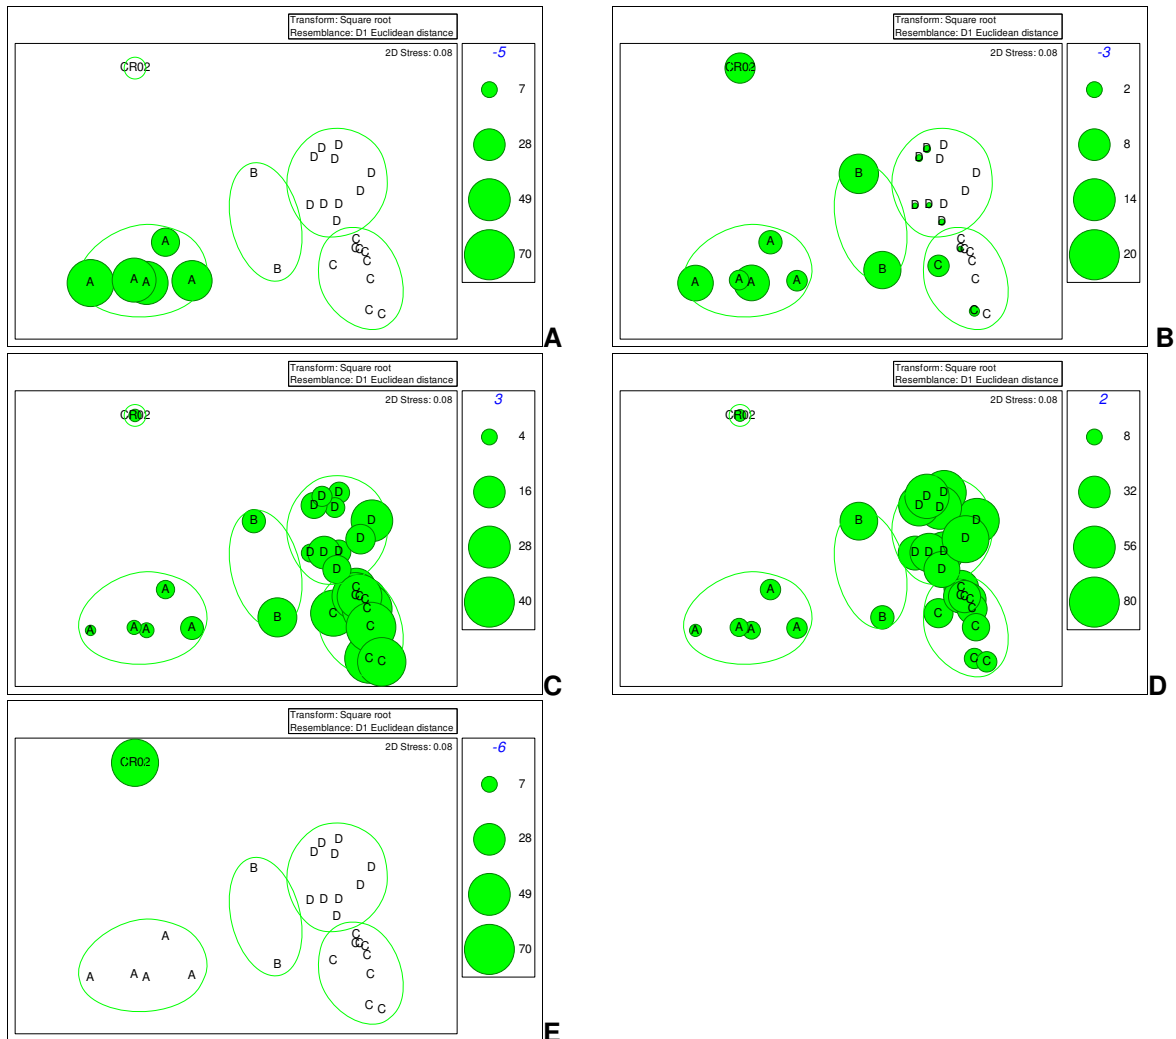 Transform: Square root
Resemblance: D1 Euclidean distance
2D Stress: 0.08
-5
7
28
49
70
CR02
D D
D D
B D
D
D D D
D
A C
C C C
C
B C
A A A A C
C C
A
Transform: Square root
Resemblance: D1 Euclidean distance
2D Stress: 0.08
-3
2
8
14
20
CR02
D D
D D
B D
D
D D D
D
A C
C C C
C
B C
A A A A C
C C
B
Transform: Square root
Resemblance: D1 Euclidean distance
2D Stress: 0.08
3
4
16
28
40
CR02
D D
D D
B D
D
D D D
D
A C
C C C
C
B C
A A A A C
C C
C
Transform: Square root
Resemblance: D1 Euclidean distance
2D Stress: 0.08
2
8
32
56
80
CR02
D D
D D
B D
D
D D D
D
A C
C C C
C
B C
A A A A C
C C
D
Transform: Square root
Resemblance: D1 Euclidean distance
2D Stress: 0.08
-6
7
28
49
70
CR02
D D
D D
B D
D
D D D
D
A C
C C C
C
B C
A A A A C
C C
E